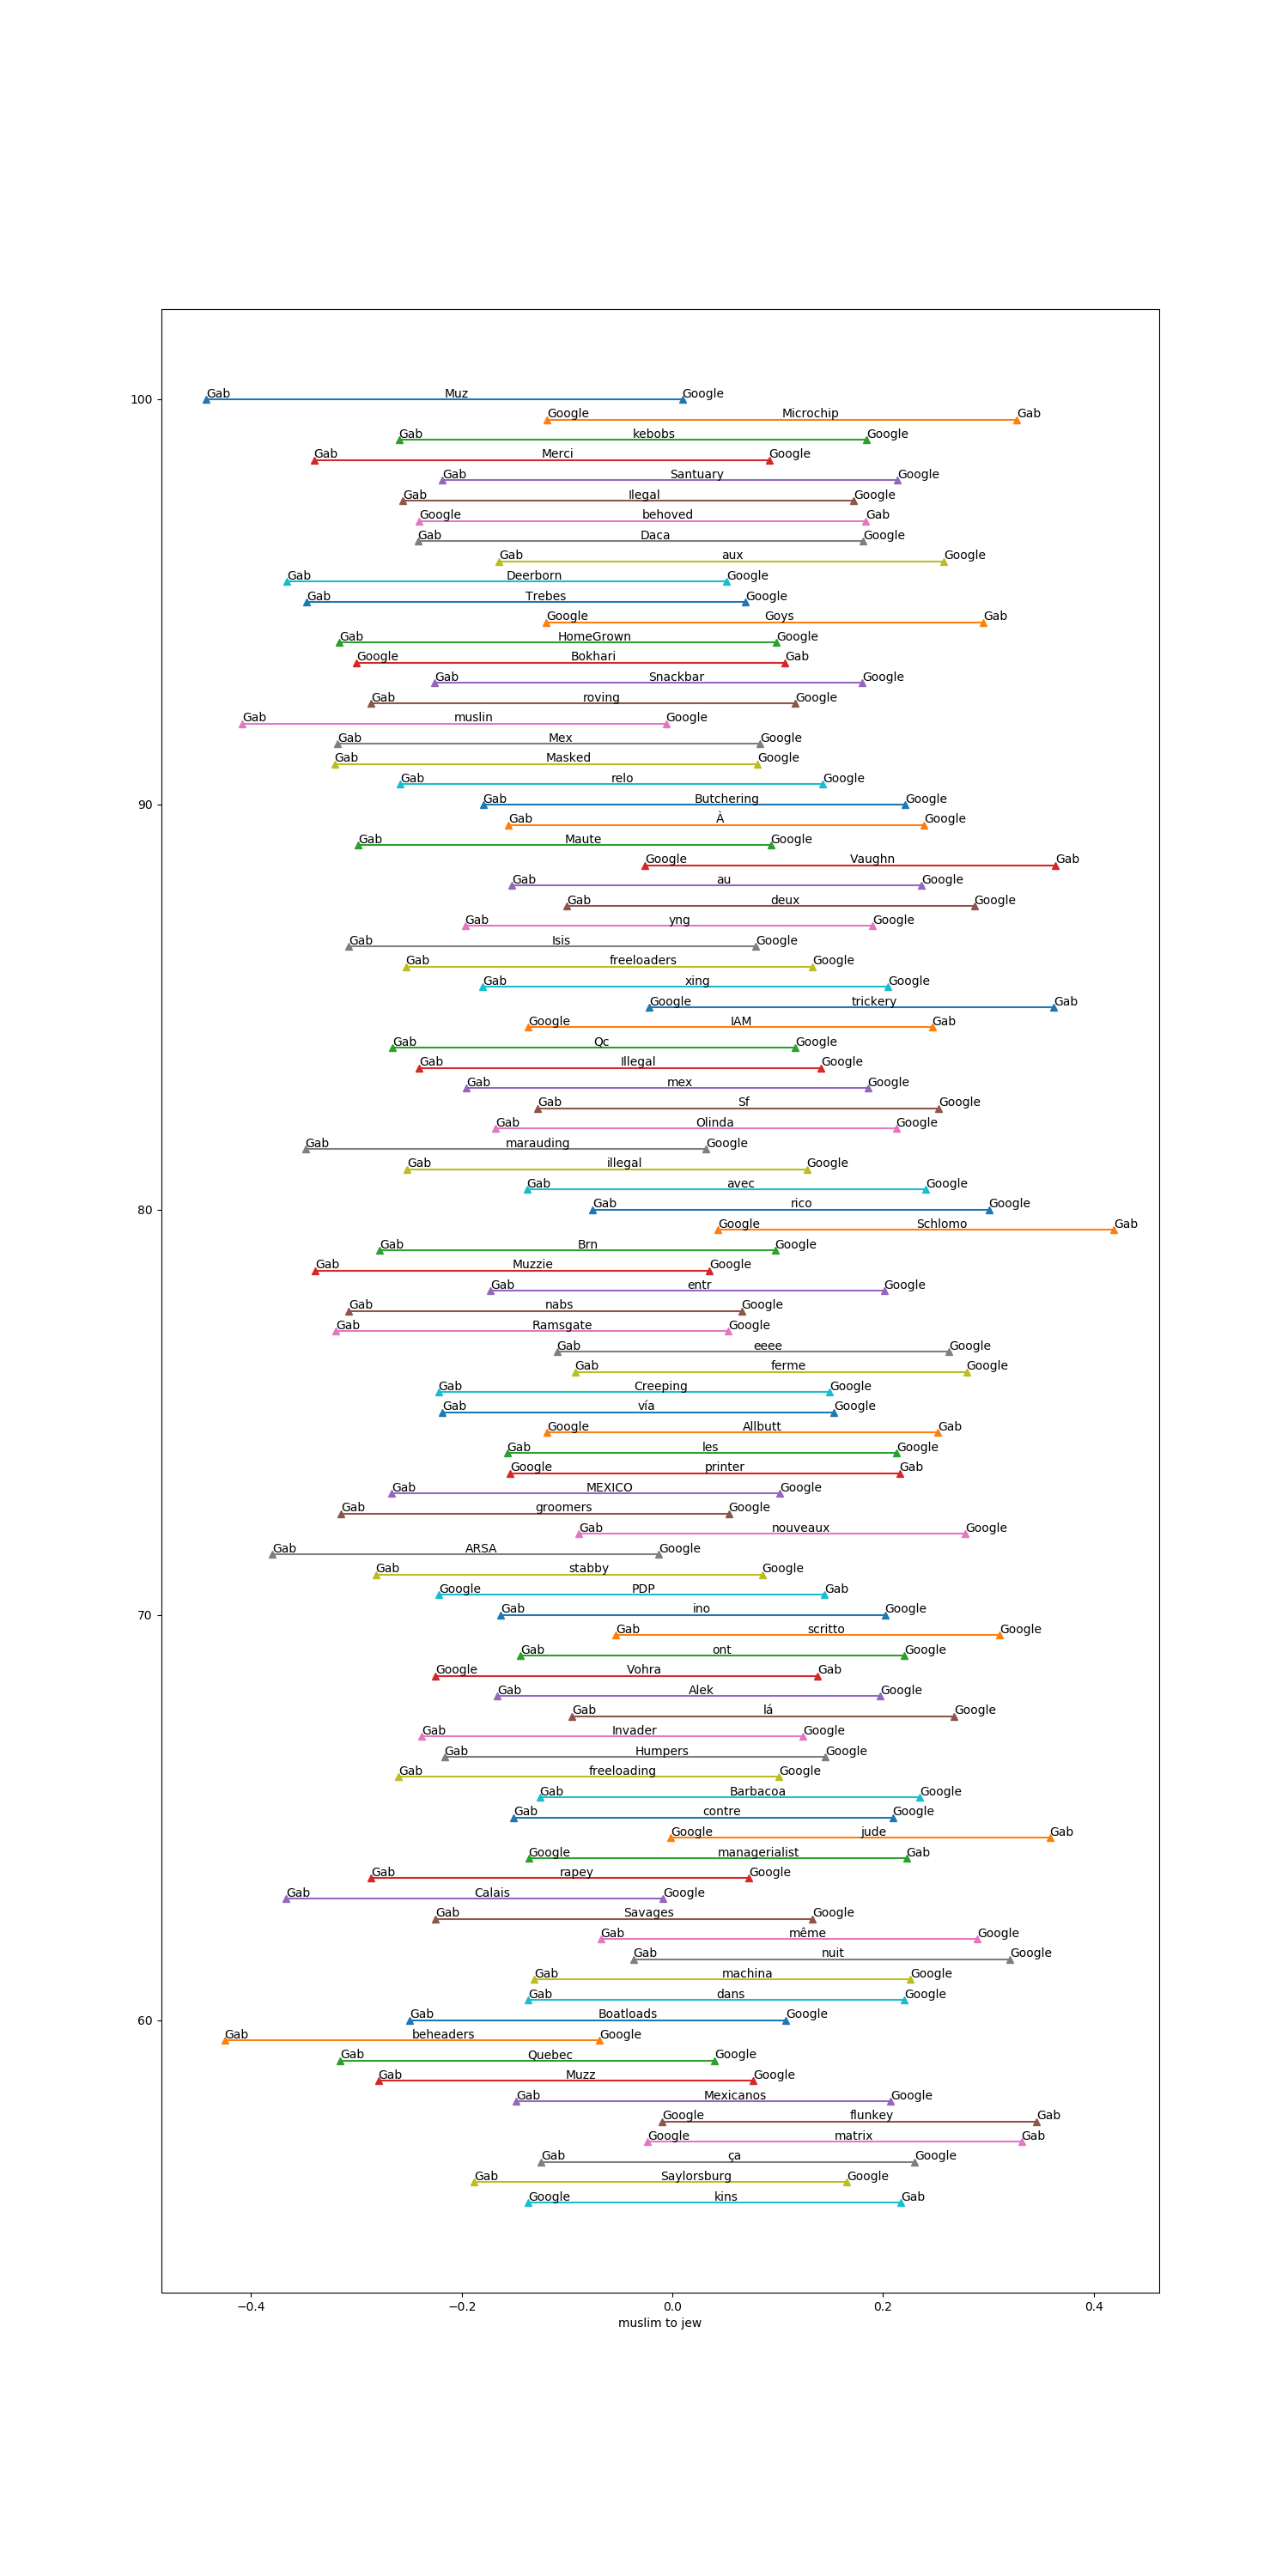 Gab Muz Google
100
Google Microchip Gab
Gab kebobs Google
Gab Merci Google
Gab Santuary Google
Gab Ilegal Google
Google behoved Gab
Gab Daca Google
Gab aux Google
Gab Deerborn Google
Gab Trebes Google
Google Goys Gab
Gab HomeGrown Google
Google Bokhari Gab
Gab Snackbar Google
Gab roving Google
Gab muslin Google
Gab Mex Google
Gab Masked Google
Gab relo Google
Gab Butchering Google
90
Gab À Google
Gab Maute Google
Google Vaughn Gab
Gab au Google
Gab deux Google
Gab yng Google
Gab Isis Google
Gab freeloaders Google
Gab xing Google
Google trickery Gab
Google IAM Gab
Gab Qc Google
Gab Illegal Google
Gab mex Google
Gab Sf Google
Gab Olinda Google
Gab marauding Google
Gab illegal Google
Gab avec Google
Gab rico Google
80
Google Schlomo Gab
Gab Brn Google
Gab Muzzie Google
Gab entr Google
Gab nabs Google
Gab Ramsgate Google
Gab eeee Google
Gab ferme Google
Gab Creeping Google
Gab vía Google
Google Allbutt Gab
Gab les Google
Google printer Gab
Gab MEXICO Google
Gab groomers Google
Gab nouveaux Google
Gab ARSA Google
Gab stabby Google
Google PDP Gab
Gab ino Google
70
Gab scritto Google
Gab ont Google
Google Vohra Gab
Gab Alek Google
Gab lá Google
Gab Invader Google
Gab Humpers Google
Gab freeloading Google
Gab Barbacoa Google
Gab contre Google
Google jude Gab
Google managerialist Gab
Gab rapey Google
Gab Calais Google
Gab Savages Google
Gab même Google
Gab nuit Google
Gab machina Google
Gab dans Google
Gab Boatloads Google
60
Gab beheaders Google
Gab Quebec Google
Gab Muzz Google
Gab Mexicanos Google
Google flunkey Gab
Google matrix Gab
Gab ça Google
Gab Saylorsburg Google
Google kins Gab
−0.4 −0.2 0.0 0.2 0.4
muslim to jew